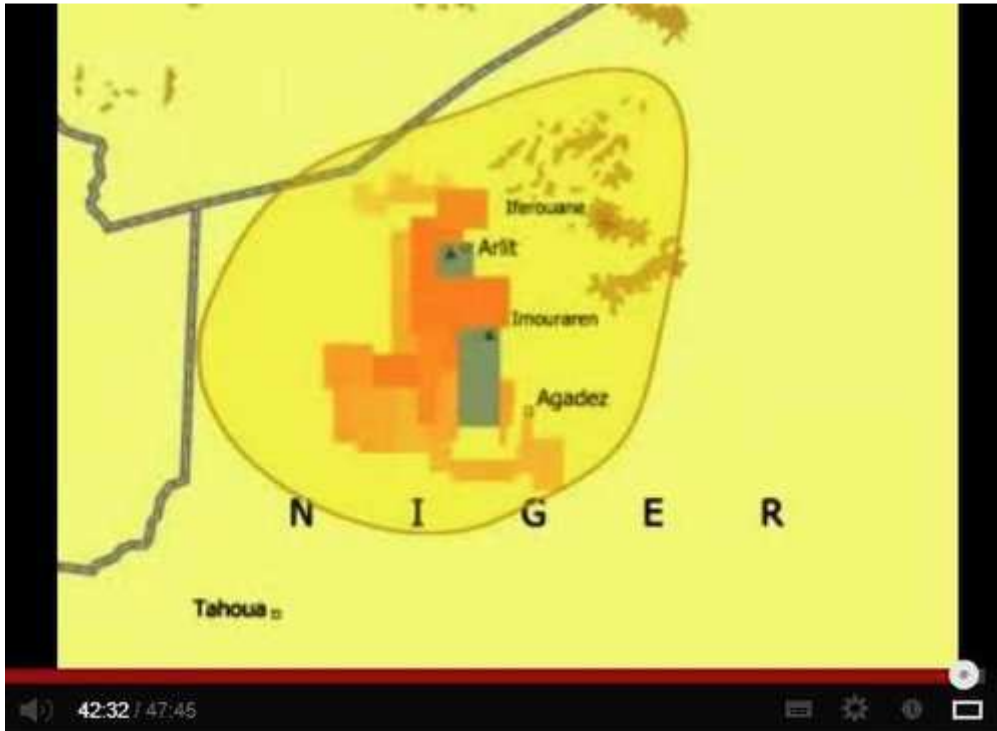 Iferouane
Arlit
Imouraren
Agadez
N I G E R
Tahoua
42:32 / 47:45